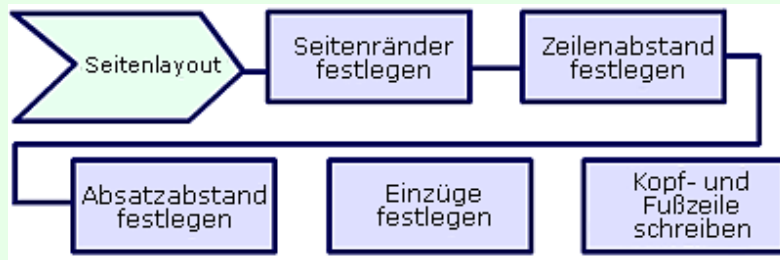 Seitenlayout
Seitenränder
festlegen
Zeilenabstand
festlegen
Absatzabstand
festlegen
Einzüge
festlegen
Kopf- und
Fußzeile
schreiben